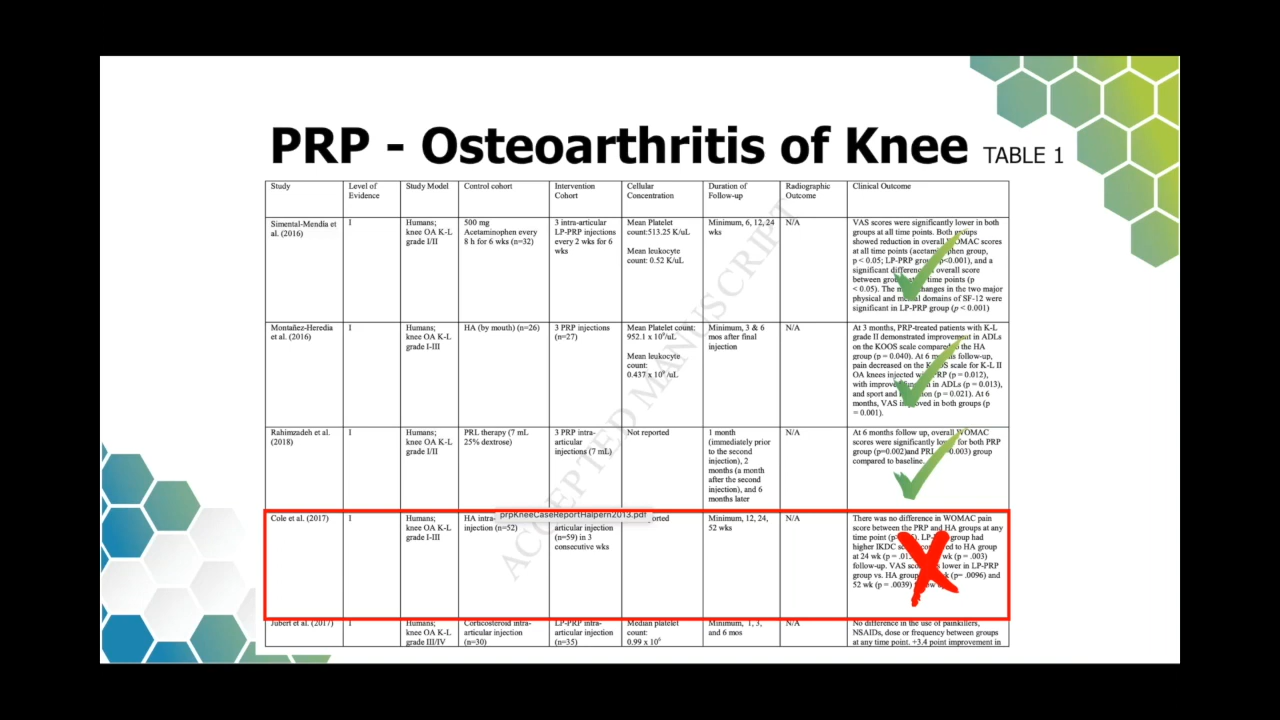 PRP - Osteoarthritis of Knee TABLE 1
Study
Level of
Evidence
Study Model
Control cohort
Intervention
Cohort
Cellular
Concentration
Duration of
Follow-up
Radiographic
Outcome
Clinical Outcome
Simental-Mendía et
al. (2016)
I
Humans;
knee OA K-L
grade I/II
500 mg
Acetaminophen every
8 h for 6 wks (n=32)
3 intra-articular
LP-PRP injections
every 2 wks for 6
wks
Mean Platelet
count:513.25 K/uL
Mean leukocyte
count: 0.52 K/uL
Minimum, 6, 12, 24
wks
N/A
VAS scores were significantly lower in both
groups at all time points. Both groups
showed reduction in overall WOMAC scores
at all time points (acetaminophen group,
p < 0.05; LP-PRP group p<0.001), and a
significant difference overall score
between groups time points (p
< 0.05). The changes in the two major
physical and mental domains of SF-12 were
significant in LP-PRP group (p < 0.001)
Montañez-Heredia
et al. (2016)
I
Humans;
knee OA K-L
grade I-III
HA (by mouth) (n=26)
3 PRP injections
(n=27)
Mean Platelet count:
952.1 x 10⁹/uL
Mean leukocyte
count:
0.437 x 10⁹/uL
Minimum, 3 & 6
mos after final
injection
N/A
At 3 months, PRP-treated patients with K-L
grade II demonstrated improvement in ADLs
on the KOOS scale compared to the HA
group (p = 0.040). At 6 months follow-up,
pain decreased on the scale for K-L II
OA knees injected PRP (p = 0.012),
with improved in ADLs (p = 0.013),
and sport and (p = 0.021). At 6
months, VAS improved in both groups (p
= 0.001).
Rahimzadeh et al.
(2018)
I
Humans;
knee OA K-L
grade I/II
PRL therapy (7 mL
25% dextrose)
3 PRP intra-
articular
injections (7 mL)
Not reported
1 month
(immediately prior
to the second
injection), 2
months (a month
after the second
injection), and 6
months later
N/A
At 6 months follow up, overall WOMAC
scores were significantly for both PRP
group (p=0.002)and 0.003) group
compared to baseline.
Cole et al. (2017)
I
Humans;
knee OA K-L
grade I-III
HA intra-
injection (n=52)
prpKneeCaseReportHalpern2013.pdf
articular injection
(n=59) in 3
consecutive wks
Minimum, 12, 24,
52 wks
N/A
There was no difference in WOMAC pain
score between the PRP and HA groups at any
time point group had
higher IKDC to HA group
at 24 wk wk (p = .003)
follow-up. VAS lower in LP-PRP
group vs. HA group (p= .0096) and
52 wk (p = .0039)
Jubert et al. (2017)
I
Humans;
knee OA K-L
grade III/IV
Corticosteroid intra-
articular injection
(n=30)
LP-PRP intra-
articular injection
(n=35)
Median platelet
count:
0.99 x 10⁶
Minimum, 1, 3,
and 6 mos
N/A
No difference in the use of painkillers,
NSAIDs, dose or frequency between groups
at any time point. +3.4 point improvement in
ACCEPTED MANUSCRIPT